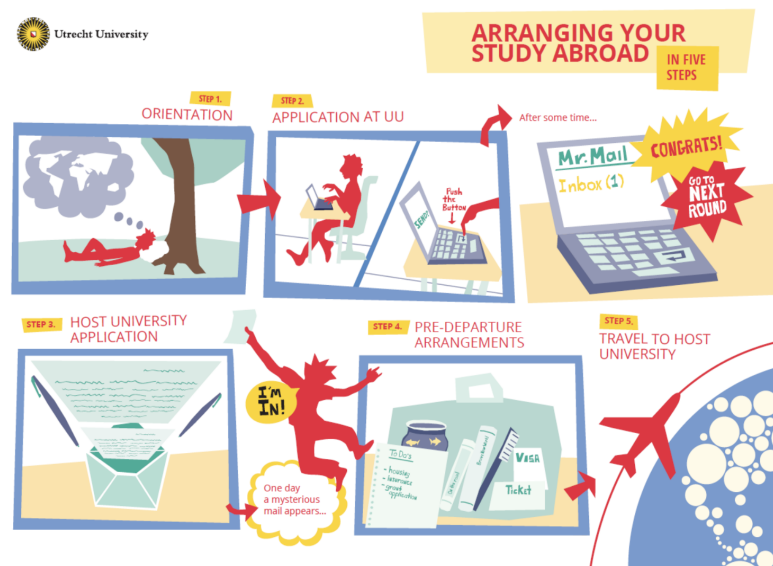 Utrecht University
ARRANGING YOUR
STUDY ABROAD
IN FIVE
STEPS
STEP 1.
ORIENTATION
STEP 2.
APPLICATION AT UU
SEND!
Push
the
Button
After some time...
Mr. Mail
Inbox (1)
CONGRATS!
GO TO
NEXT
ROUND
STEP 3.
HOST UNIVERSITY
APPLICATION
I'M
IN!
One day
a mysterious
mail appears...
STEP 4.
PRE-DEPARTURE
ARRANGEMENTS
To Do's
- housing
- insurance
- grant
application
VISA
Ticket
STEP 5.
TRAVEL TO HOST
UNIVERSITY